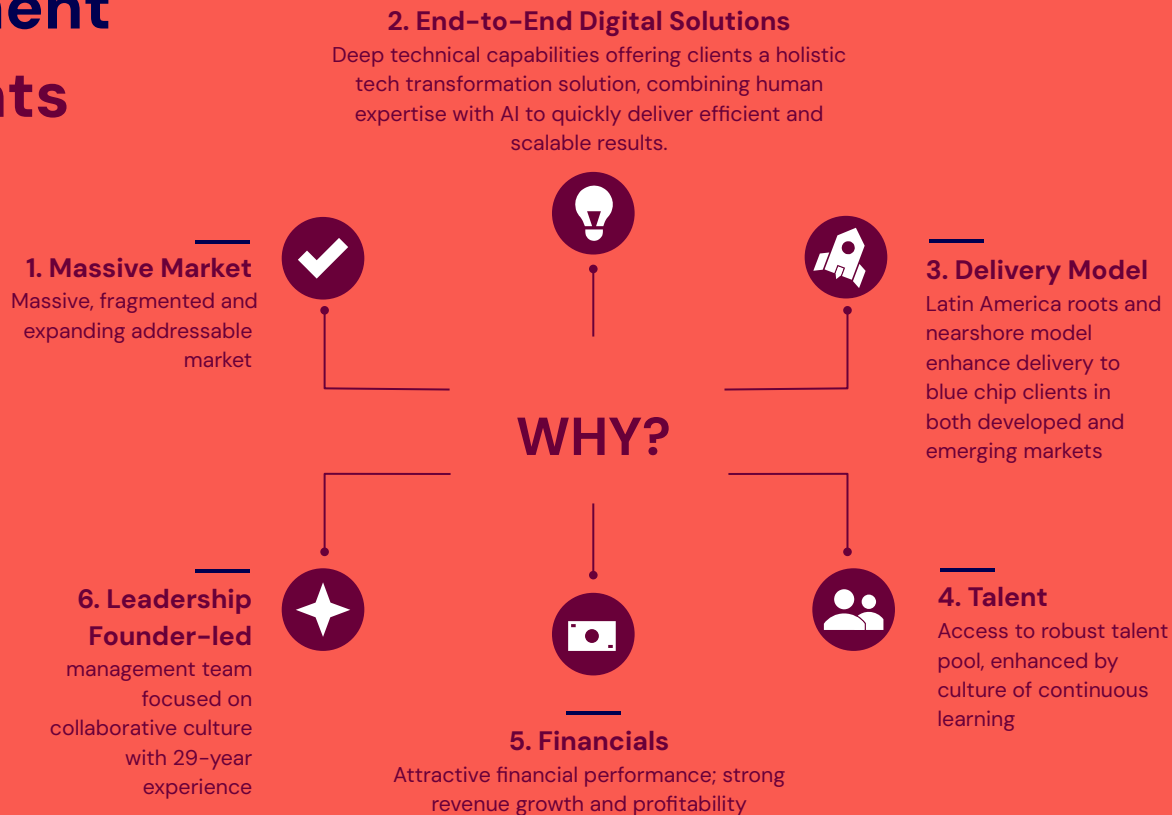 2. End-to-End Digital Solutions
Deep technical capabilities offering clients a holistic
tech transformation solution, combining human
expertise with AI to quickly deliver efficient and
scalable results.
1. Massive Market
Massive, fragmented and
expanding addressable
market
3. Delivery Model
Latin America roots and
nearshore model
enhance delivery to
blue chip clients in
both developed and
emerging markets
WHY?
6. Leadership
Founder-led
management team
focused on
collaborative culture
with 29-year
experience
4. Talent
Access to robust talent
pool, enhanced by
culture of continuous
learning
5. Financials
Attractive financial performance; strong
revenue growth and profitability